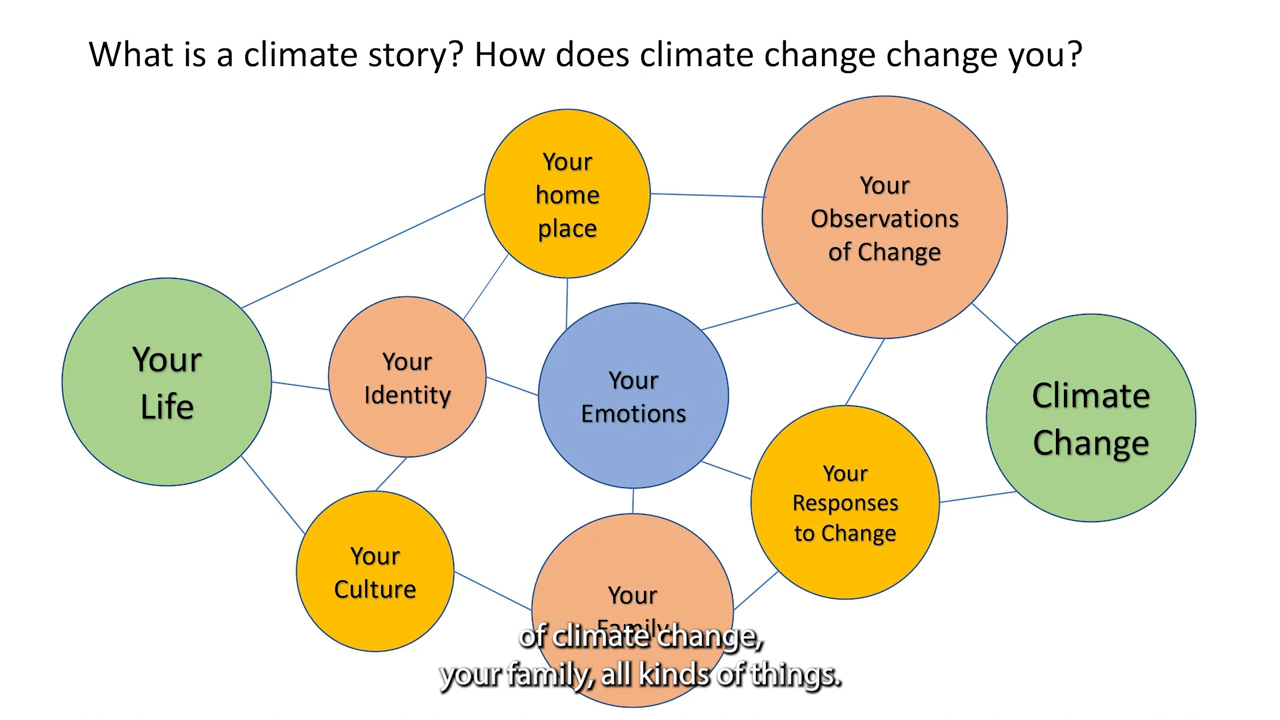 What is a climate story? How does climate change change you?
Your
home
place
Your
Observations
of Change
Your
Life
Your
Identity
Your
Emotions
Climate
Change
Your
Responses
to Change
Your
Culture
Your
Family
of climate change,
your family, all kinds of things.